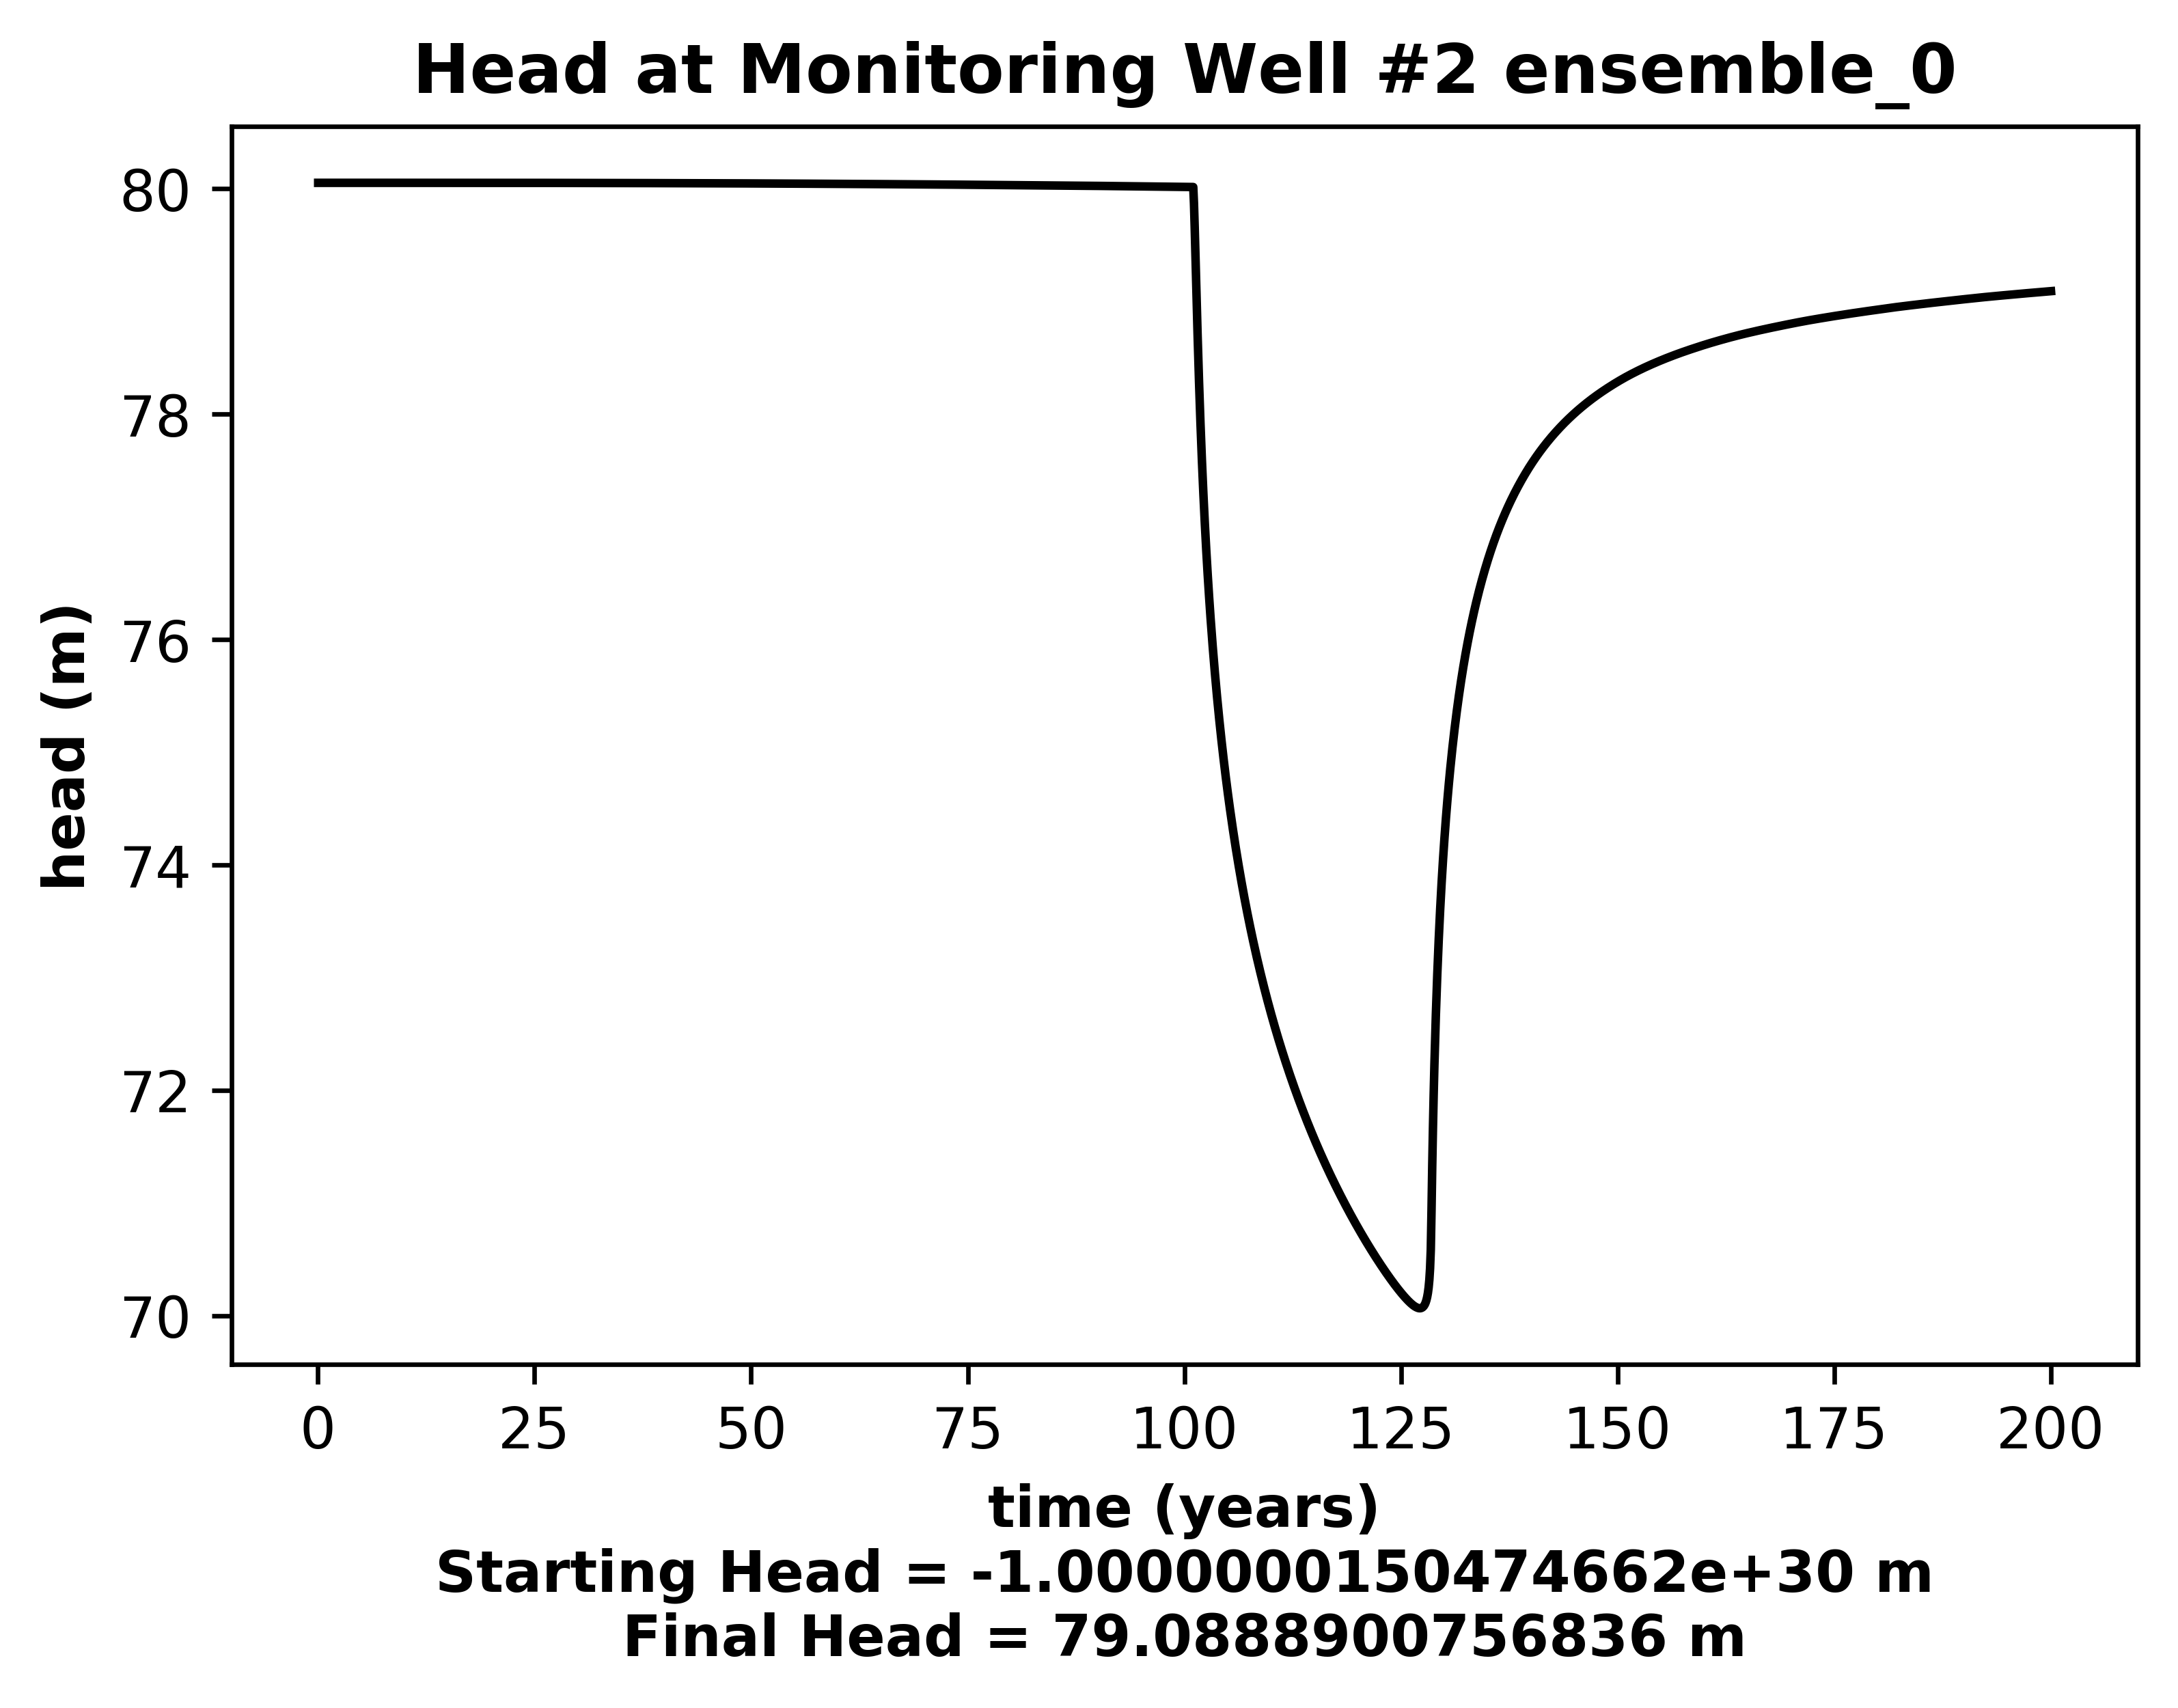 Head at Monitoring Well #2 ensemble_0
80
78
76
74
72
70
head (m)
0 25 50 75 100 125 150 175 200
time (years)
Starting Head = -1.0000000150474662e+30 m
Final Head = 79.0888900756836 m